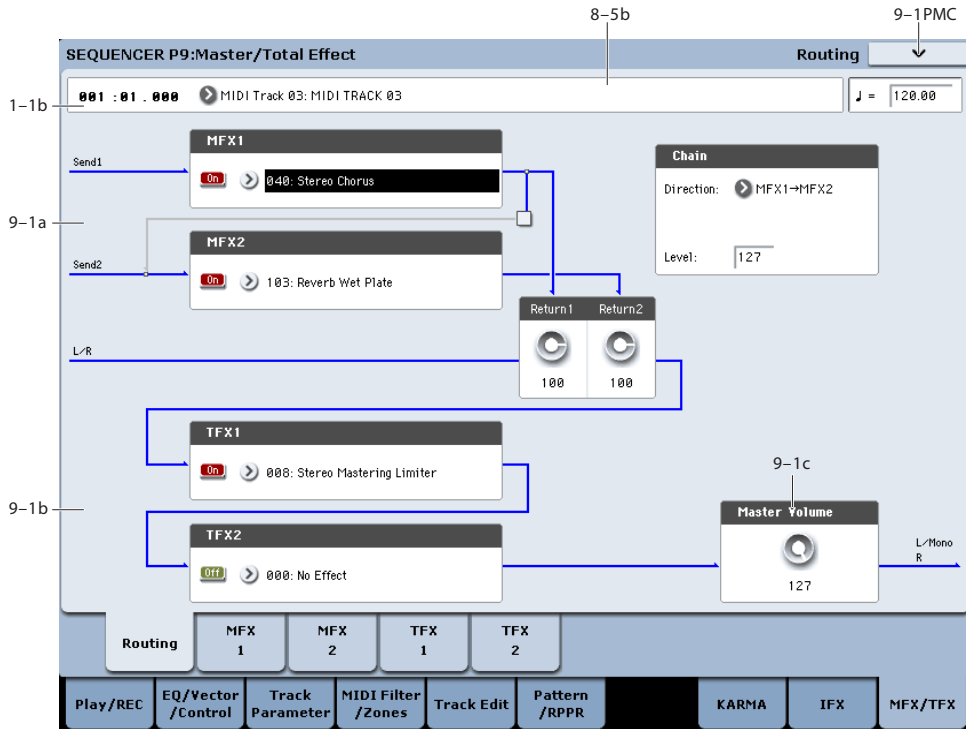 8–5b
9–1PMC
SEQUENCER P9:Master/Total Effect
Routing
1–1b
001 :01 . 000
MIDI Track 03: MIDI TRACK 03
♩ = 120.00
MFX1
Send1
On
040: Stereo Chorus
Chain
Direction:
MFX1→MFX2
Level:
127
9–1a
MFX2
Send2
On
103: Reverb Wet Plate
Return1
Return2
100
100
L/R
TFX1
On
008: Stereo Mastering Limiter
9–1c
9–1b
TFX2
Off
000: No Effect
Master Volume
127
L/Mono
R
Routing
MFX
1
MFX
2
TFX
1
TFX
2
Play/REC
EQ/Vector
/Control
Track
Parameter
MIDI Filter
/Zones
Track Edit
Pattern
/RPPR
KARMA
IFX
MFX/TFX